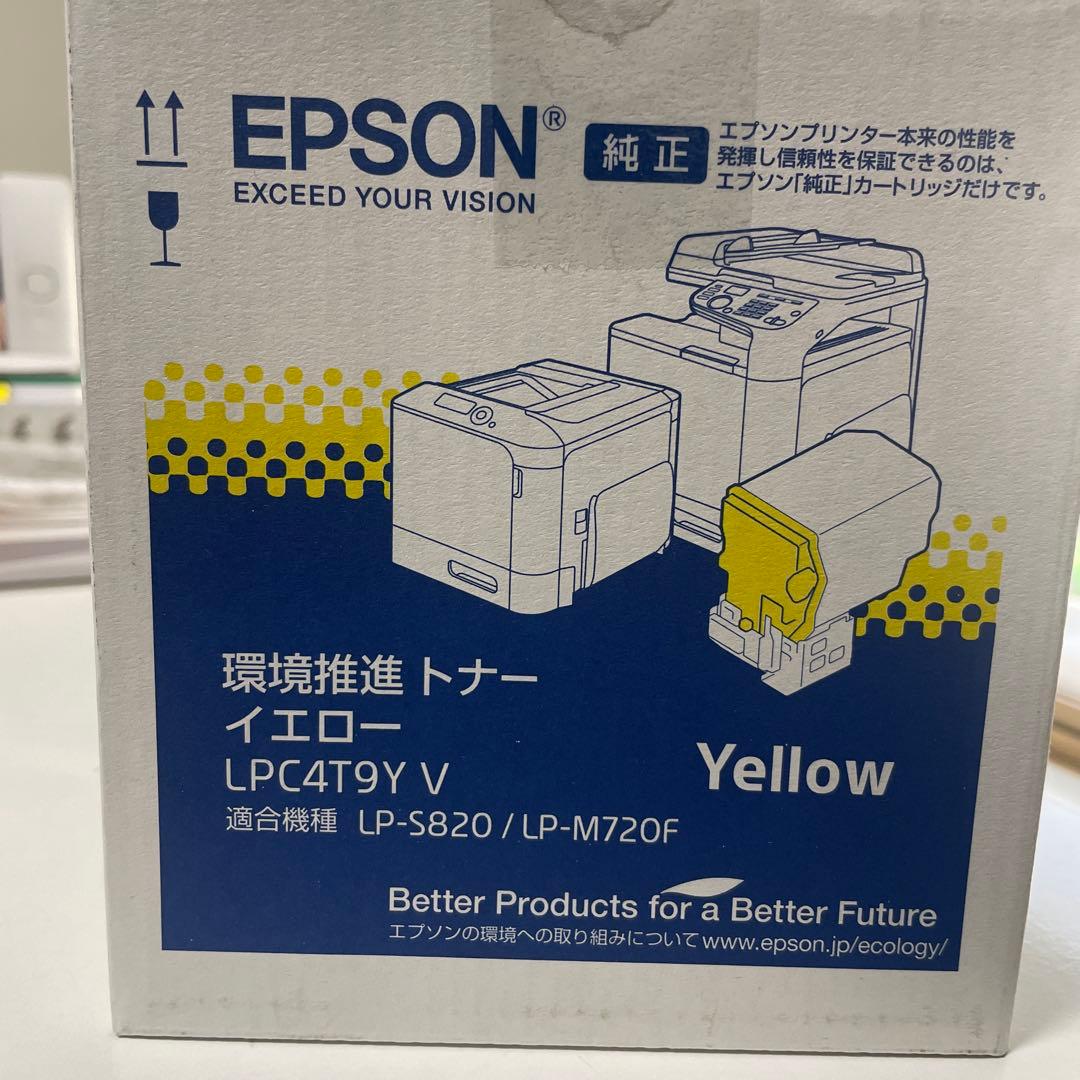 EPSON®
EXCEED YOUR VISION
純正
エプソンプリンター本来の性能を
発揮し信頼性を保証できるのは、
エプソン「純正」カートリッジだけです。
環境推進トナー
イエロー
LPC4T9Y V
Yellow
適合機種 LP-S820 / LP-M720F
Better Products for a Better Future
エプソンの環境への取り組みについて www.epson.jp/ecology/